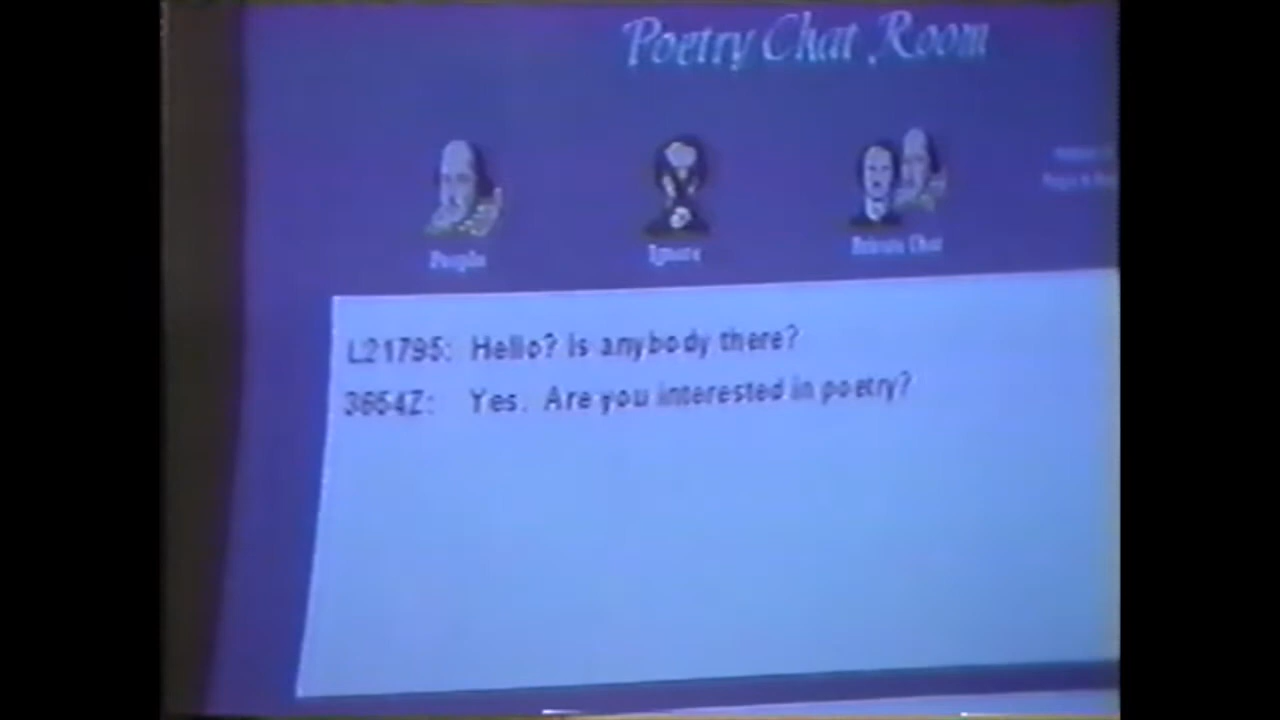 Poetry Chat Room
People
Ignore
Private Chat
L21795: Hello? Is anybody there?
3654Z: Yes. Are you interested in poetry?